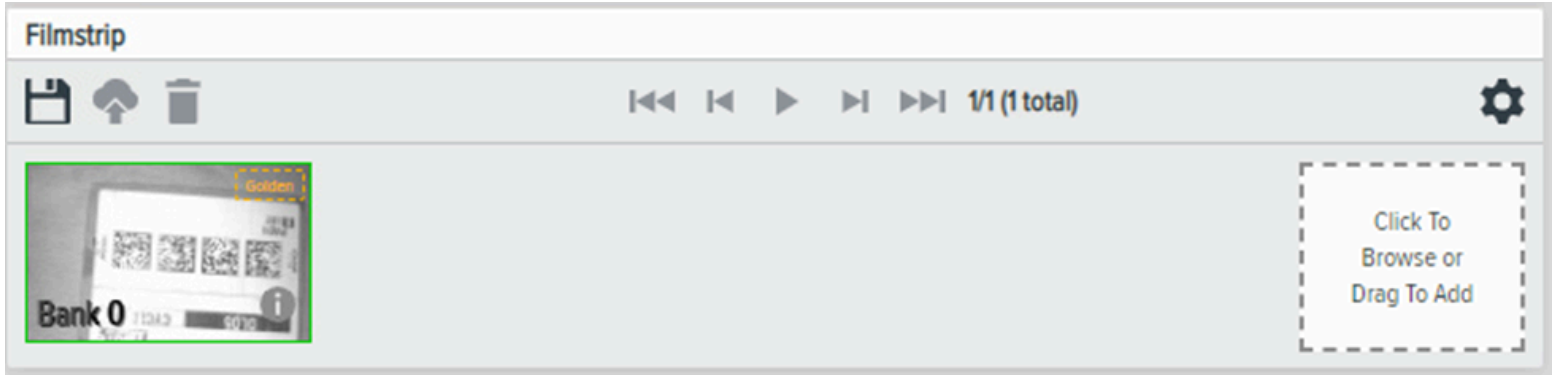 Filmstrip
1/1 (1 total)
Golden
Bank 0
Click To
Browse or
Drag To Add